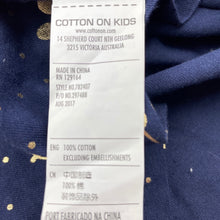 COTTON ON KIDS
www.cottonon.com
14 SHEPHERD COURT NTH GEELONG
3215 VICTORIA AUSTRALIA
MADE IN CHINA
RN 129164
STYLE NO.782407
P/O NO.297488
AUG 2017
ENG 100% COTTON
EXCLUDING EMBELLISHMENTS
CH 中国制造
100% 棉
装饰品除外
PORT FABRICADO NA CHINA